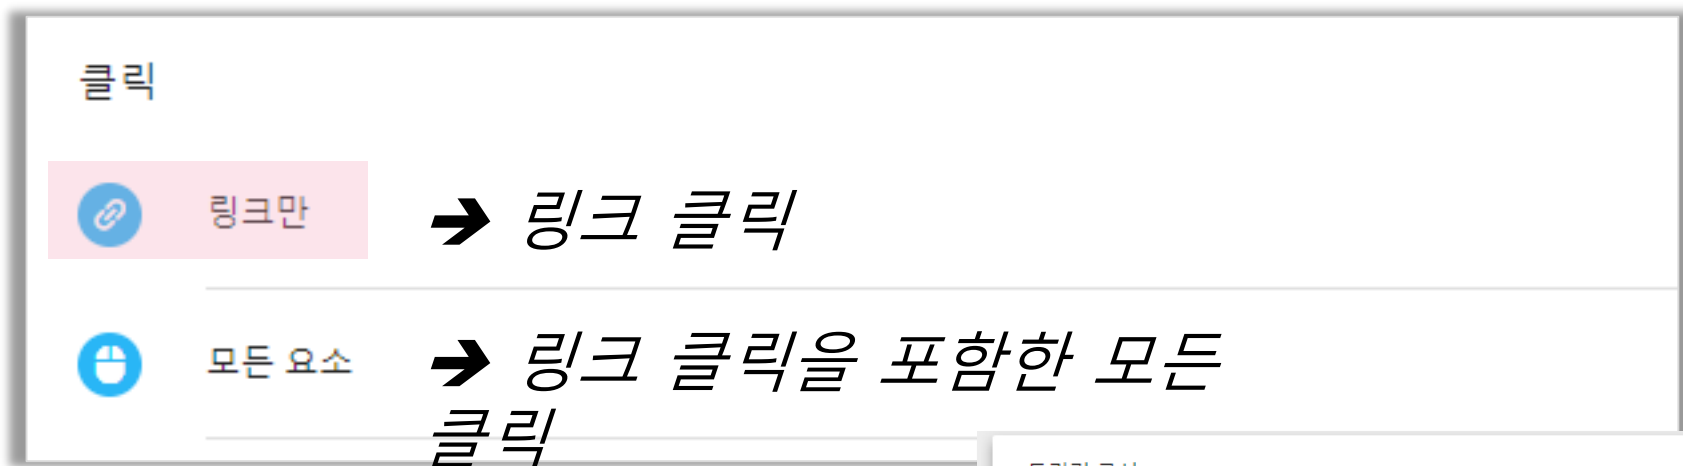 클릭
링크만 ➔ 링크 클릭
모든 요소 ➔ 링크 클릭을 포함한 모든
클릭